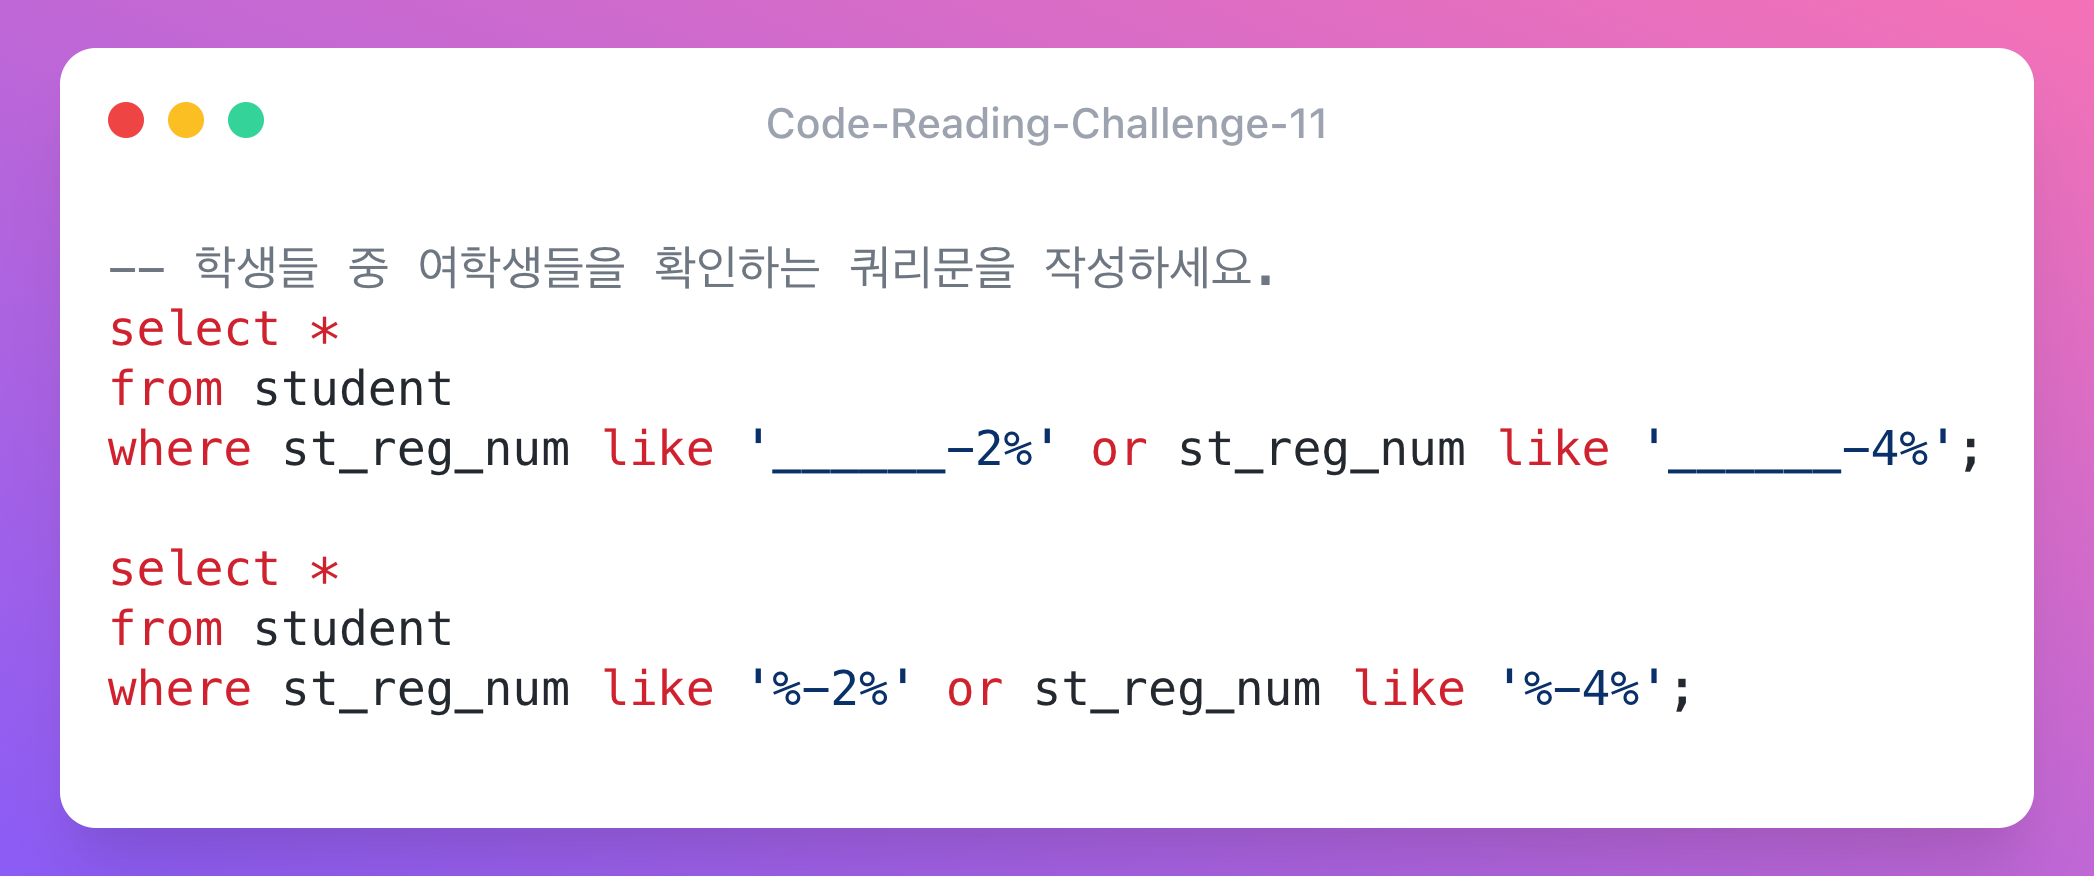 Code-Reading-Challenge-11
-- 학생들 중 여학생들을 확인하는 쿼리문을 작성하세요.
select *
from student
where st_reg_num like '______-2%' or st_reg_num like '______-4%';
select *
from student
where st_reg_num like '%-2%' or st_reg_num like '%-4%';